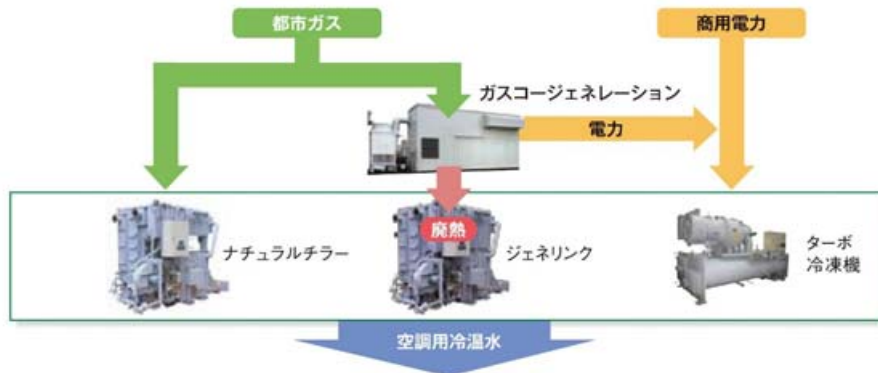 都市ガス
商用電力
ガスコージェネレーション
電力
廃熱
ナチュラルチラー
ジェネリンク
ターボ
冷凍機
空調用冷温水